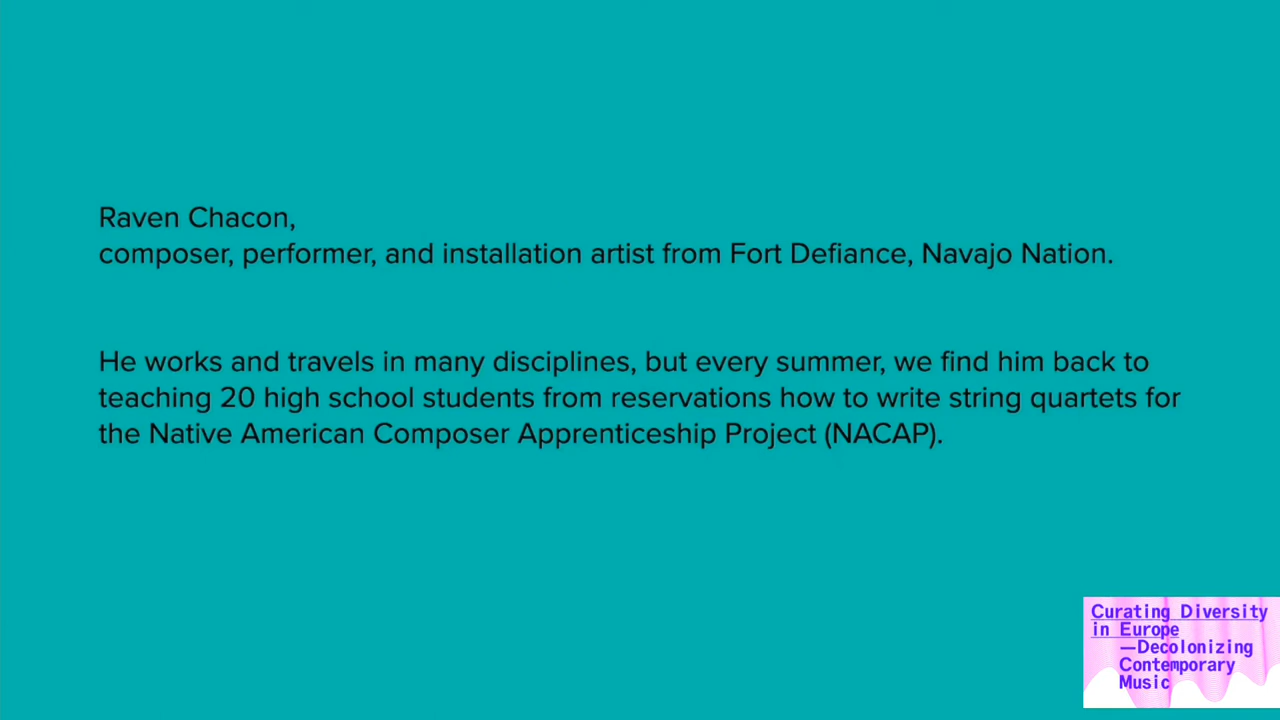 Raven Chacon,
composer, performer, and installation artist from Fort Defiance, Navajo Nation.
He works and travels in many disciplines, but every summer, we find him back to
teaching 20 high school students from reservations how to write string quartets for
the Native American Composer Apprenticeship Project (NACAP).
Curating Diversity
in Europe
—Decolonizing
Contemporary
Music